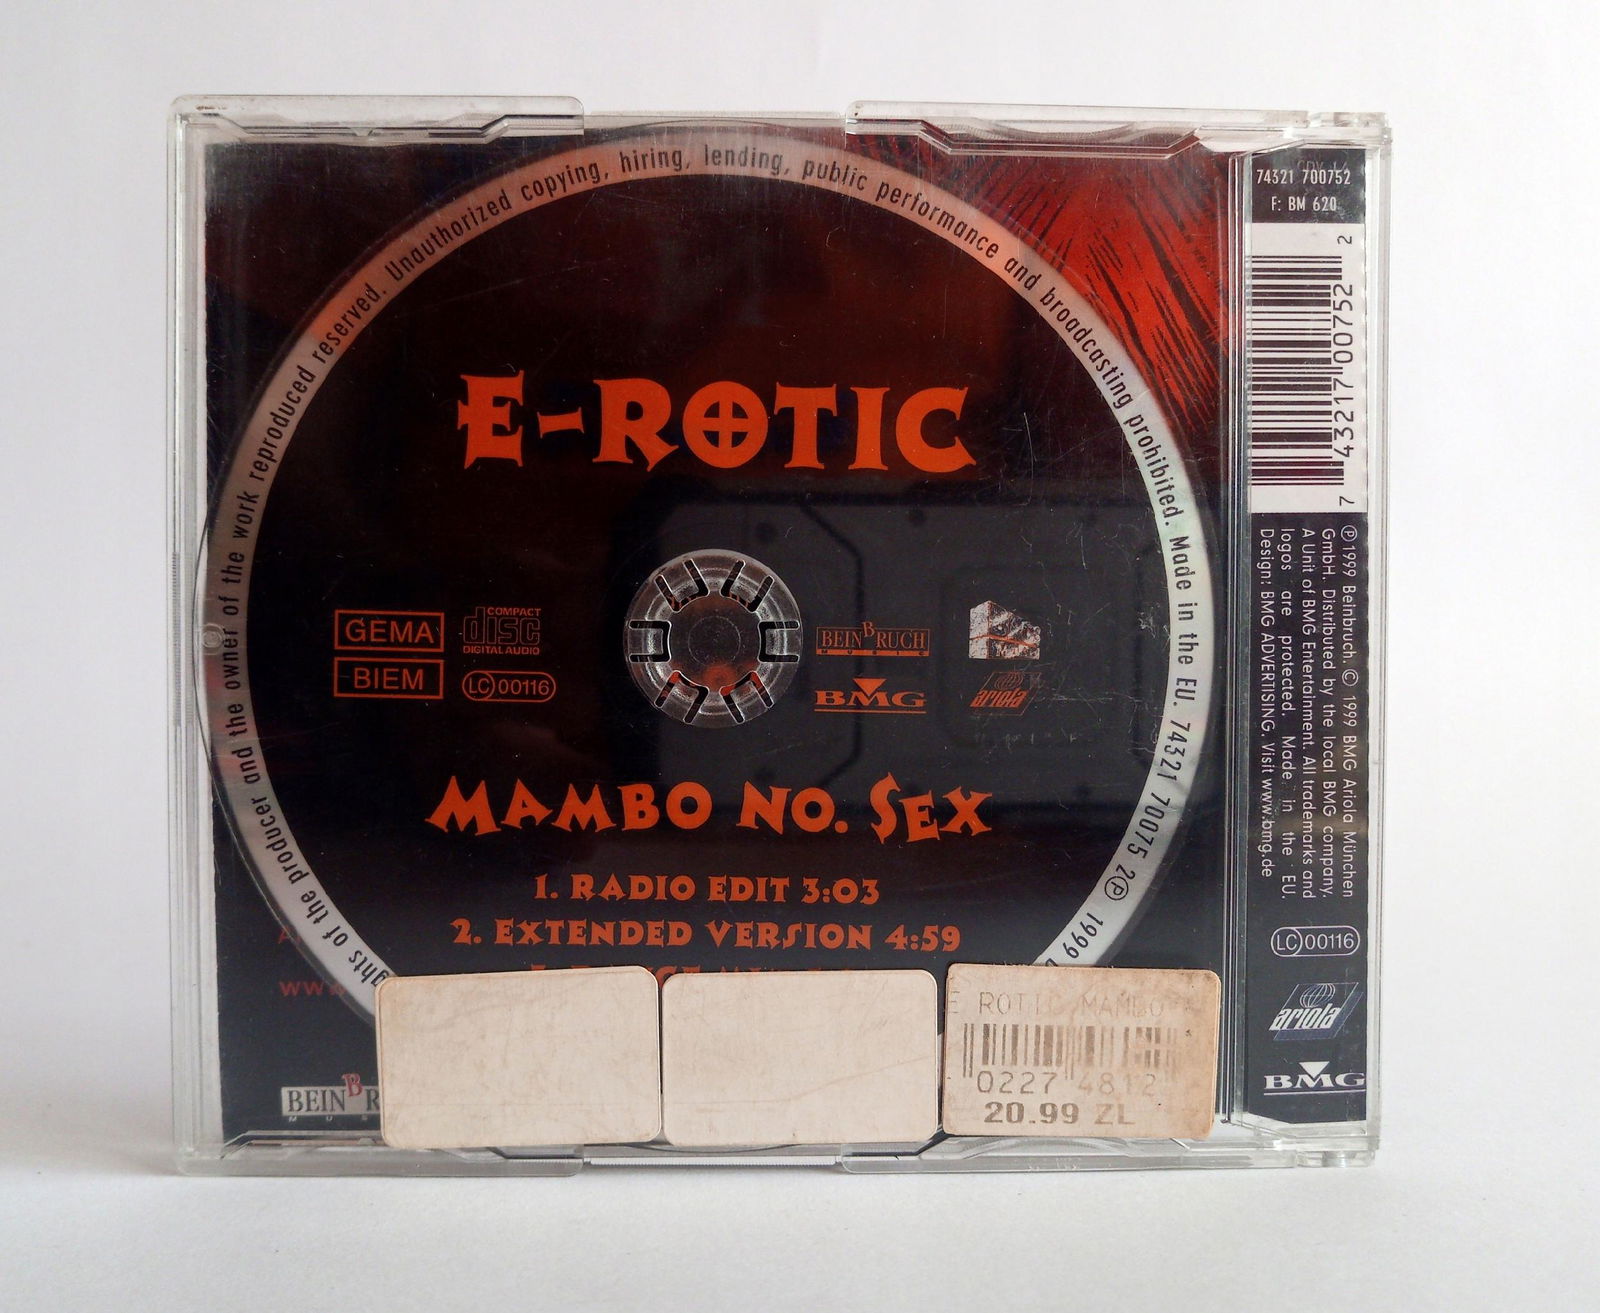 Unauthorized copying, hiring, lending, public performance and broadcasting prohibited. Made in the EU. 74321 70075 2 ℗ 1999
of the producer and the owner of the work reproduced reserved.
E-ROTIC
GEMA
BIEM
COMPACT
disc
DIGITAL AUDIO
LC 00116
BEINBRUCH
MUSIC
BMG
ariola
MAMBO NO. SEX
1. RADIO EDIT 3:03
2. EXTENDED VERSION 4:59
BEINBR
E ROTIC MAMBO
0227 4812
20.99 ZL
74321 700752
F: BM 620
7 43217 00752 2
℗ 1999 Beinbruch. © 1999 BMG Ariola München
GmbH. Distributed by the local BMG company.
A Unit of BMG Entertainment. All trademarks and
logos are protected. Made in the EU.
Design: BMG ADVERTISING. Visit www.bmg.de
LC 00116
ariola
BMG